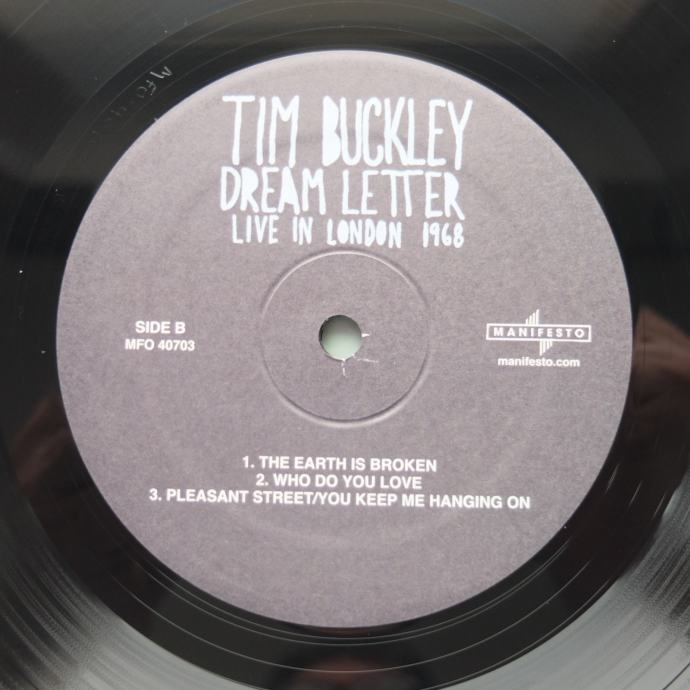 TIM BUCKLEY
DREAM LETTER
LIVE IN LONDON 1968
SIDE B
MFO 40703
MANIFESTO
manifesto.com
1. THE EARTH IS BROKEN
2. WHO DO YOU LOVE
3. PLEASANT STREET/YOU KEEP ME HANGING ON